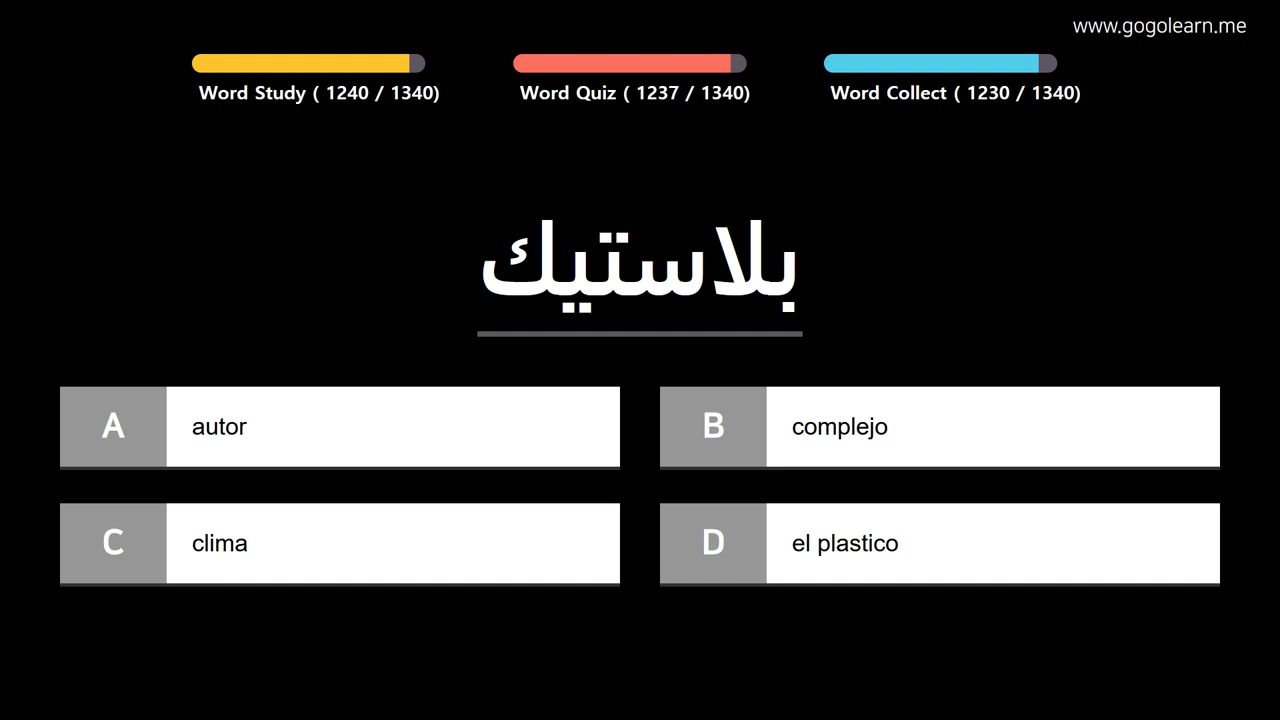 www.gogolearn.me
Word Study ( 1240 / 1340)
Word Quiz ( 1237 / 1340)
Word Collect ( 1230 / 1340)
بلاستيك
A autor
B complejo
C clima
D el plastico